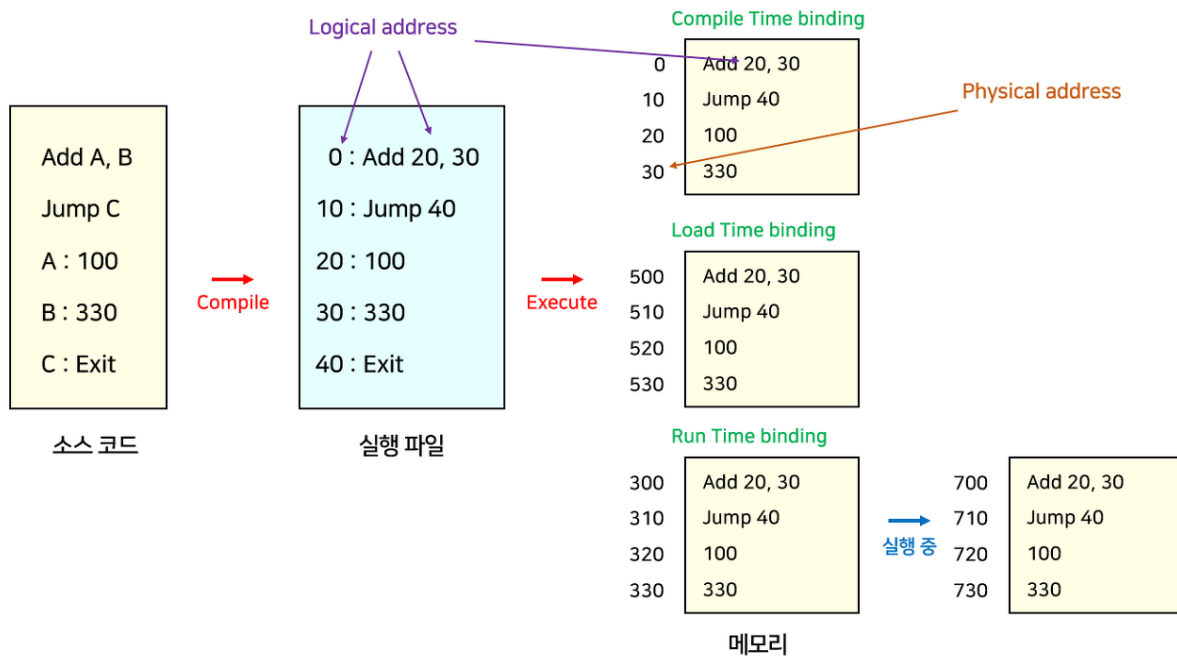 Logical address
Compile Time binding
Physical address
Add A, B
Jump C
A : 100
B : 330
C : Exit
소스 코드
Compile
0 : Add 20, 30
10 : Jump 40
20 : 100
30 : 330
40 : Exit
실행 파일
Execute
0 Add 20, 30
10 Jump 40
20 100
30 330
Load Time binding
500 Add 20, 30
510 Jump 40
520 100
530 330
Run Time binding
300 Add 20, 30
310 Jump 40
320 100
330 330
실행 중
700 Add 20, 30
710 Jump 40
720 100
730 330
메모리